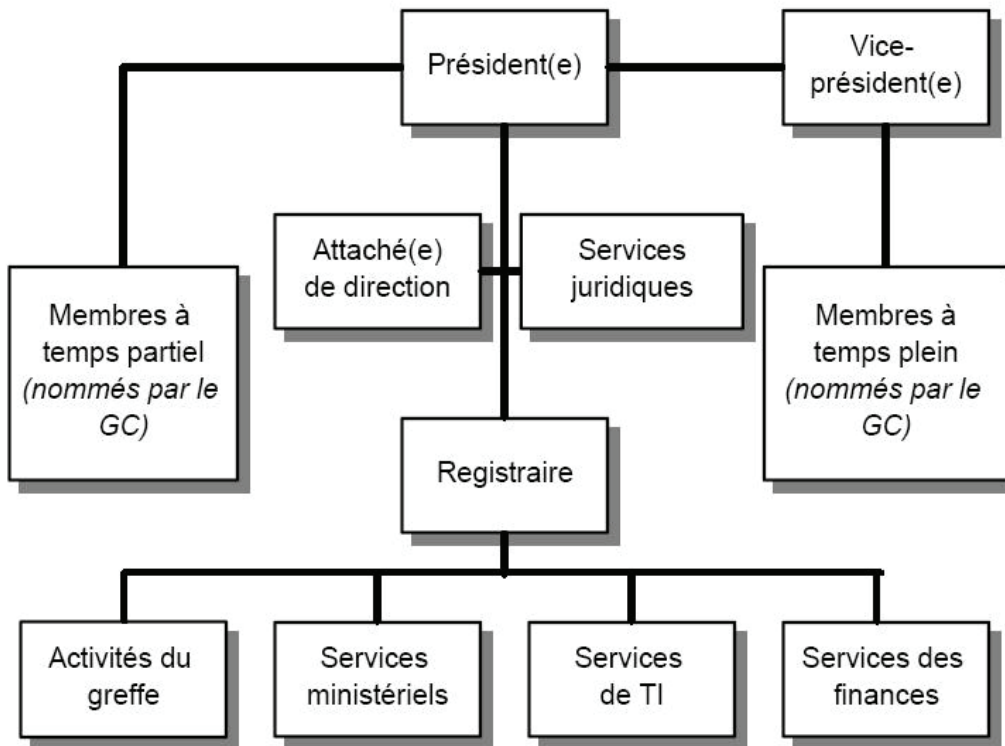 Président(e)
Vice-
président(e)
Attaché(e)
de direction
Services
juridiques
Membres à
temps partiel
(nommés par le
GC)
Membres à
temps plein
(nommés par le
GC)
Registraire
Activités du
greffe
Services
ministériels
Services
de TI
Services des
finances